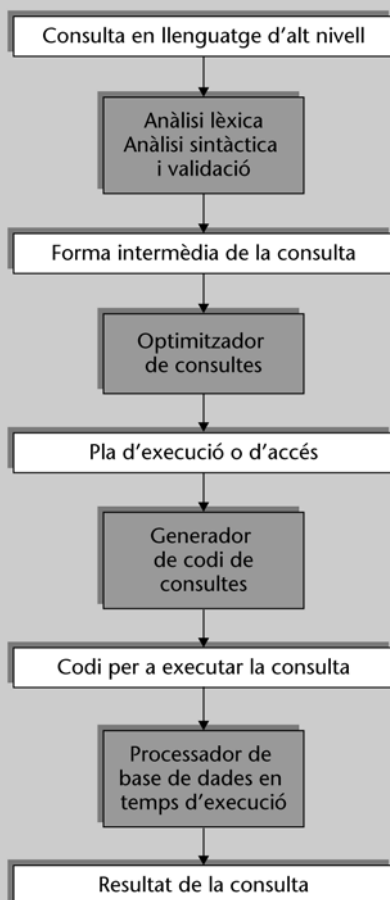 Consulta en llenguatge d'alt nivell
Anàlisi lèxica
Anàlisi sintàctica
i validació
Forma intermèdia de la consulta
Optimitzador
de consultes
Pla d'execució o d'accés
Generador
de codi de
consultes
Codi per a executar la consulta
Processador de
base de dades en
temps d'execució
Resultat de la consulta